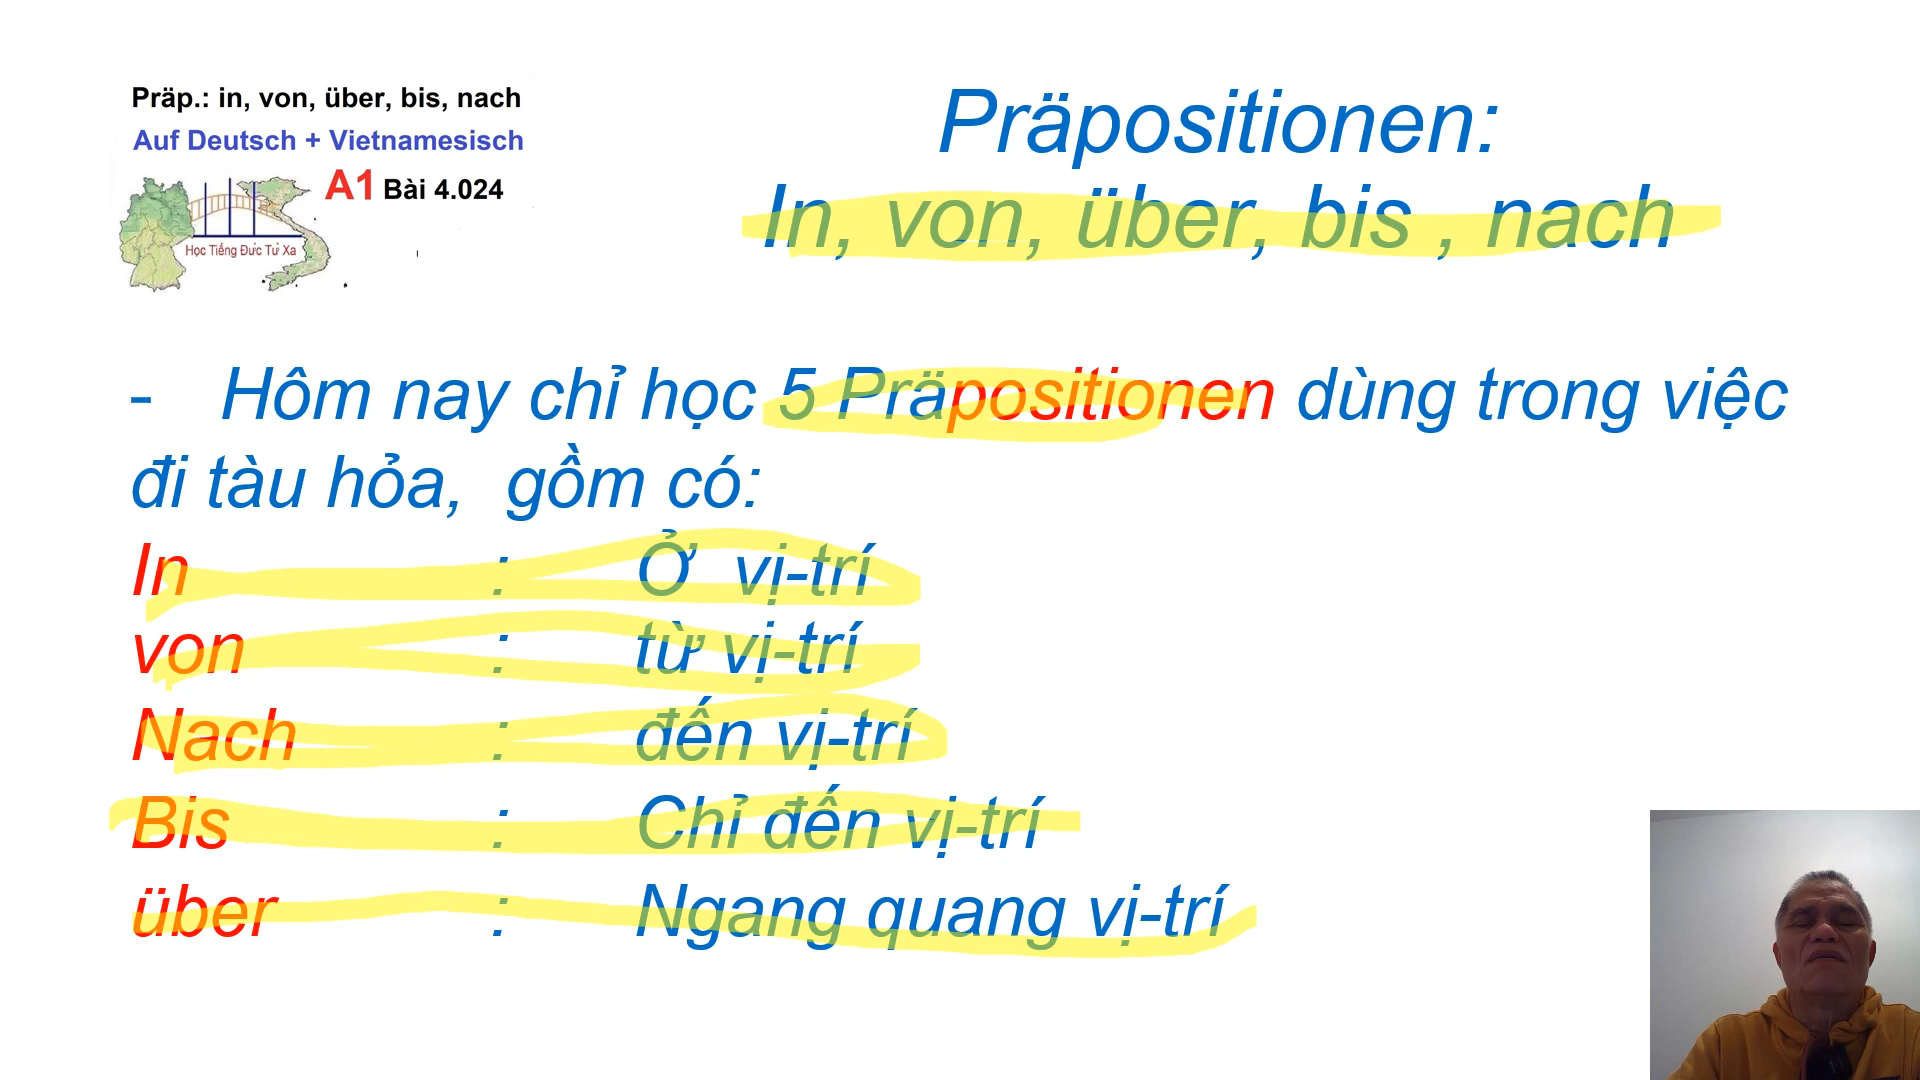 Präp.: in, von, über, bis, nach
Auf Deutsch + Vietnamesisch
A1 Bài 4.024
Học Tiếng Đức Từ Xa
Präpositionen:
In, von, über, bis , nach
- Hôm nay chỉ học 5 Präpositionen dùng trong việc
đi tàu hỏa, gồm có:
In : Ở vị-trí
von : từ vị-trí
Nach : đến vị-trí
Bis : Chỉ đến vị-trí
über : Ngang quang vị-trí